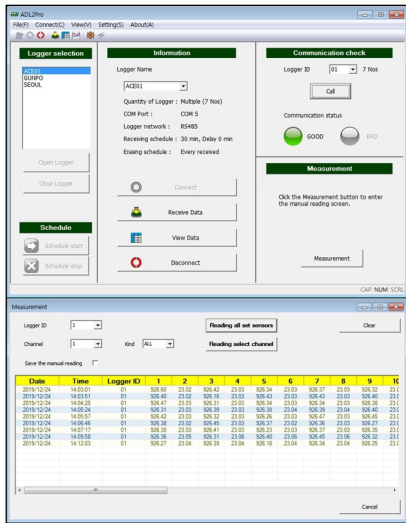 ADL2Pro
File(F) Connect(C) View(V) Setting(S) About(A)
Logger selection
ACE01
GUNPO
SEOUL
Open Logger
Close Logger
Schedule
Schedule start
Schedule stop
Information
Logger Name
ACE01
Quantity of Logger : Multiple (7 Nos)
COM Port : COM 5
Logger network : RS485
Receiving schedule : 30 min, Delay 0 min
Erasing schedule : Every received
Connect
Receive Data
View Data
Disconnect
Communication check
Logger ID 01 7 Nos
Call
Communication status
GOOD BAD
Measurement
Click the Measurement button to enter
the manual reading screen.
Measurement
CAP NUM SCRL
Measurement
Logger ID 1 Reading all set sensors Clear
Channel 1 Kind ALL Reading select channel
Save the manual reading
Date Time Logger ID 1 2 3 4 5 6 7 8 9 10
2019/12/24 14:03:01 01 926.60 23.02 926.42 23.03 926.34 23.03 926.37 23.03 926.32 23.0
2019/12/24 14:03:51 01 926.40 23.02 926.16 23.03 926.43 23.03 926.43 23.03 926.40 23.0
2019/12/24 14:04:28 01 926.47 23.03 926.31 23.03 926.34 23.03 926.34 23.03 926.38 23.0
2019/12/24 14:05:24 01 926.31 23.03 926.39 23.03 926.38 23.04 926.39 23.04 926.40 23.0
2019/12/24 14:05:57 01 926.42 23.02 926.32 23.03 926.26 23.03 926.45 23.03 926.45 23.0
2019/12/24 14:06:46 01 926.38 23.02 926.45 23.03 926.37 23.02 926.36 23.03 926.27 23.0
2019/12/24 14:07:17 01 926.30 23.03 926.41 23.03 926.23 23.03 926.37 23.03 926.35 23.0
2019/12/24 14:09:58 01 926.36 23.05 926.31 23.06 926.40 23.06 926.45 23.06 926.32 23.0
2019/12/24 14:12:03 01 926.27 23.04 926.39 23.04 926.18 23.04 926.34 23.04 926.25 23.0
Cancel